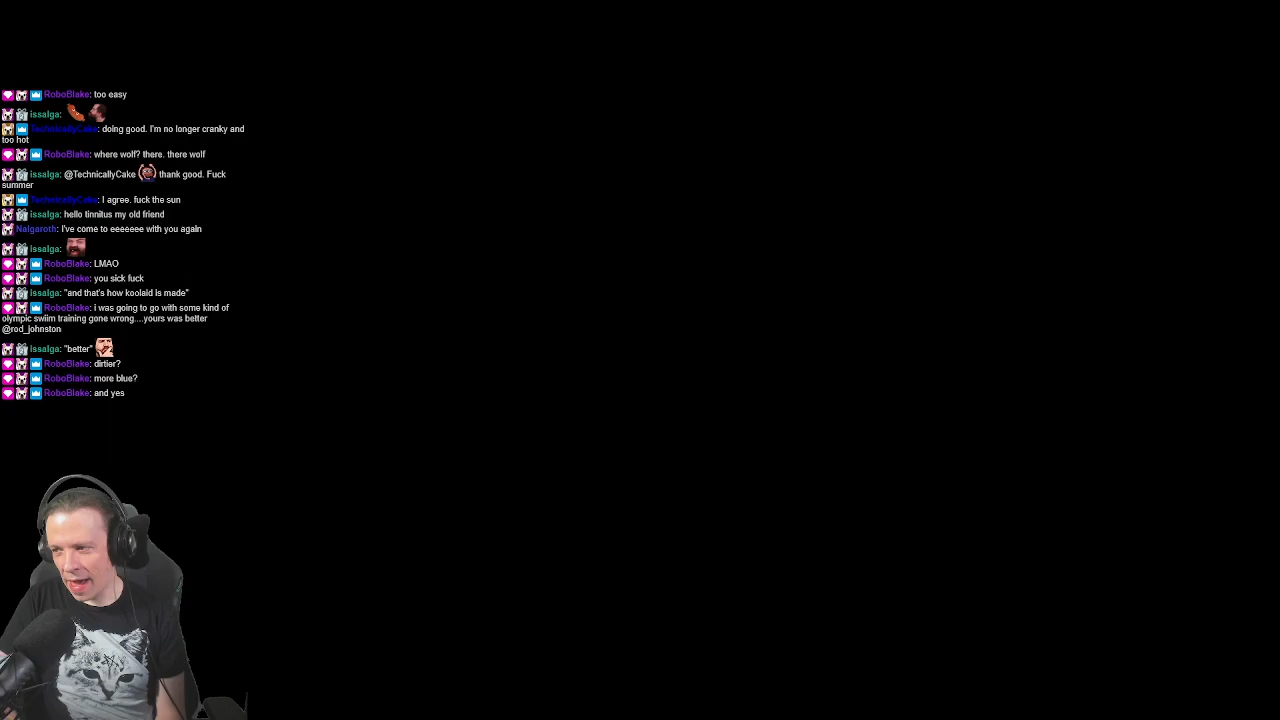 RoboBlake: too easy
issalga:
TechnicallyCake: doing good. I'm no longer cranky and
too hot
RoboBlake: where wolf? there. there wolf
issalga: @TechnicallyCake thank good. Fuck
summer
TechnicallyCake: I agree. fuck the sun
issalga: hello tinnitus my old friend
Nalgaroth: I've come to eeeeeee with you again
issalga:
RoboBlake: LMAO
RoboBlake: you sick fuck
issalga: "and that's how koolaid is made"
RoboBlake: i was going to go with some kind of
olympic swiim training gone wrong....yours was better
@rod_johnston
issalga: "better"
RoboBlake: dirtier?
RoboBlake: more blue?
RoboBlake: and yes